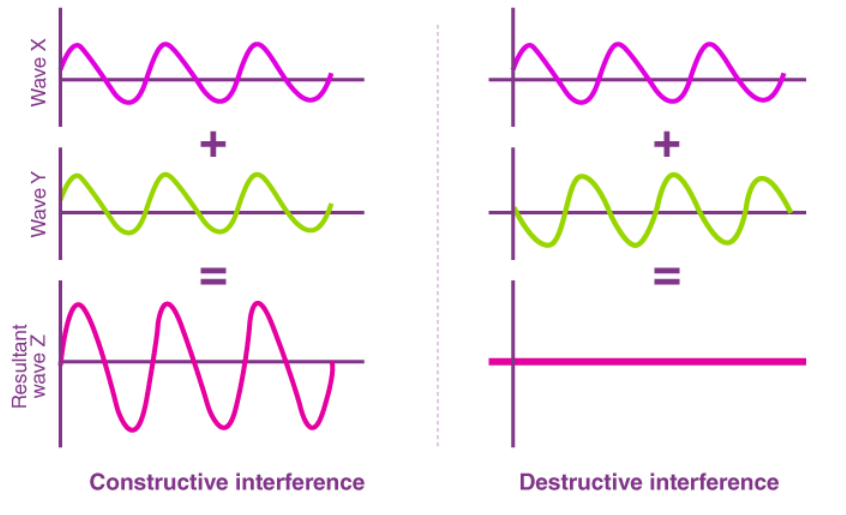 Wave X
+
Wave Y
=
Resultant
wave Z
Constructive interference
+
=
Destructive interference